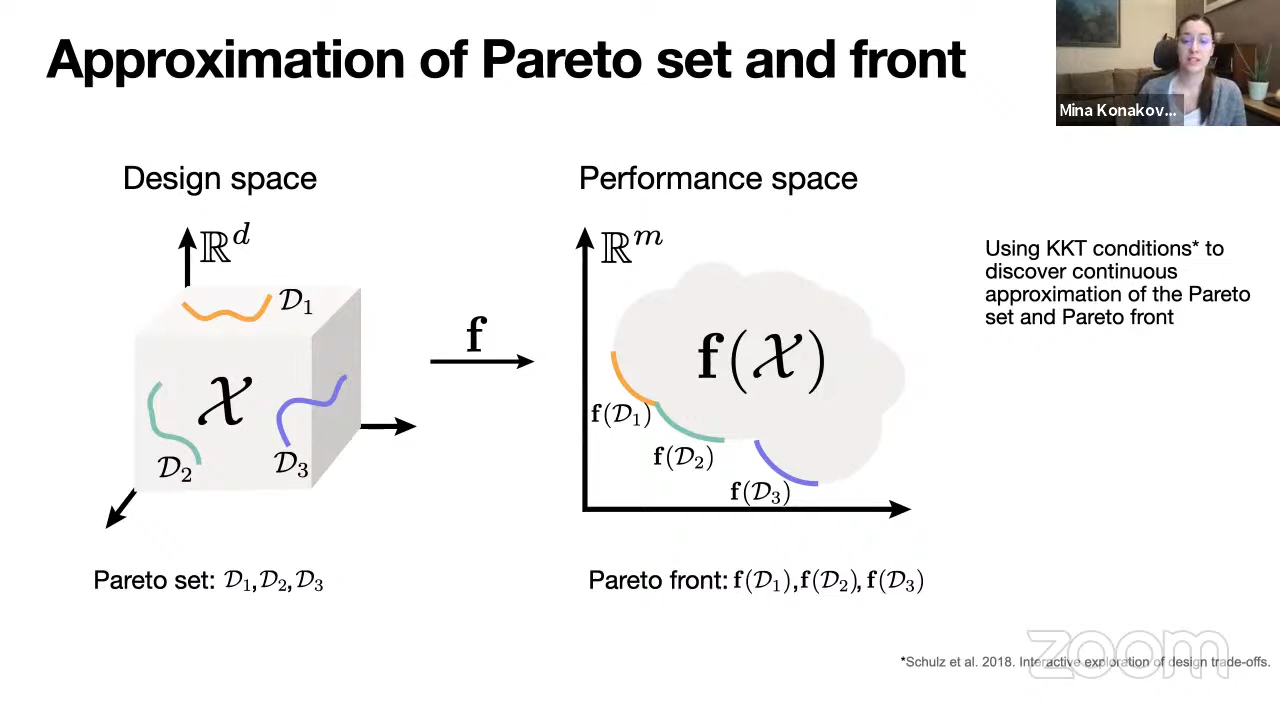 Approximation of Pareto set and front
Mina Konakov...
Design space
Performance space
ℝ^d
ℝ^m
𝒟₁
𝒳
𝒟₂
𝒟₃
f
f(𝒳)
f(𝒟₁)
f(𝒟₂)
f(𝒟₃)
Using KKT conditions* to
discover continuous
approximation of the Pareto
set and Pareto front
Pareto set: 𝒟₁,𝒟₂,𝒟₃
Pareto front: f(𝒟₁),f(𝒟₂), f(𝒟₃)
zoom
*Schulz et al. 2018. Interactive exploration of design trade-offs.